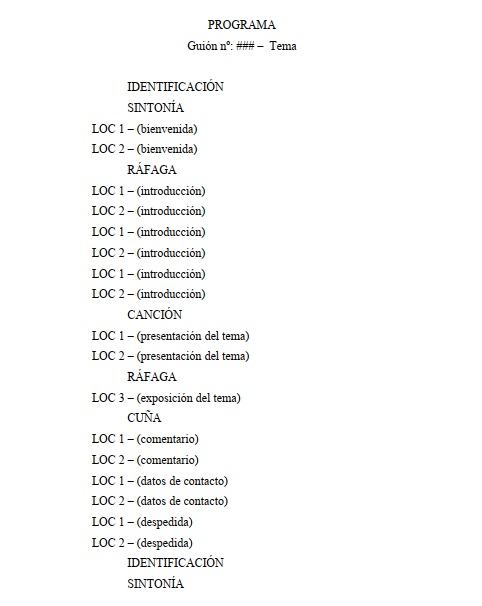 PROGRAMA
Guión nº: ### – Tema
IDENTIFICACIÓN
SINTONÍA
LOC 1 – (bienvenida)
LOC 2 – (bienvenida)
RÁFAGA
LOC 1 – (introducción)
LOC 2 – (introducción)
LOC 1 – (introducción)
LOC 2 – (introducción)
LOC 1 – (introducción)
LOC 2 – (introducción)
CANCIÓN
LOC 1 – (presentación del tema)
LOC 2 – (presentación del tema)
RÁFAGA
LOC 3 – (exposición del tema)
CUÑA
LOC 1 – (comentario)
LOC 2 – (comentario)
LOC 1 – (datos de contacto)
LOC 2 – (datos de contacto)
LOC 1 – (despedida)
LOC 2 – (despedida)
IDENTIFICACIÓN
SINTONÍA